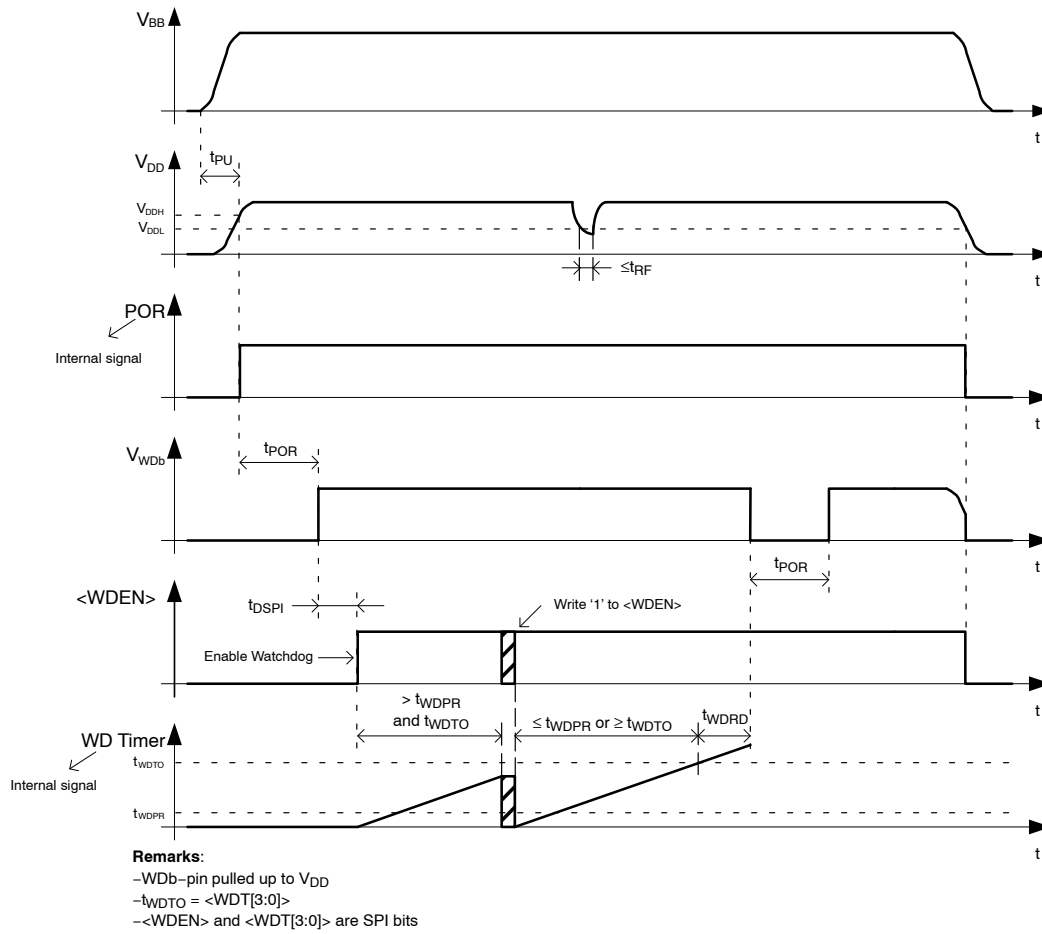 VBB
t
tPU
VDD
VDDH
VDDL
≤tRF
t
POR
Internal signal
t
tPOR
VWDb
t
tPOR
<WDEN>
tDSPI
Write ‘1’ to <WDEN>
Enable Watchdog
t
> tWDPR
and tWDTO
≤ tWDPR or ≥ tWDTO
tWDRD
WD Timer
Internal signal
tWDTO
tWDPR
t
Remarks:
−WDb−pin pulled up to VDD
−tWDTO = <WDT[3:0]>
−<WDEN> and <WDT[3:0]> are SPI bits